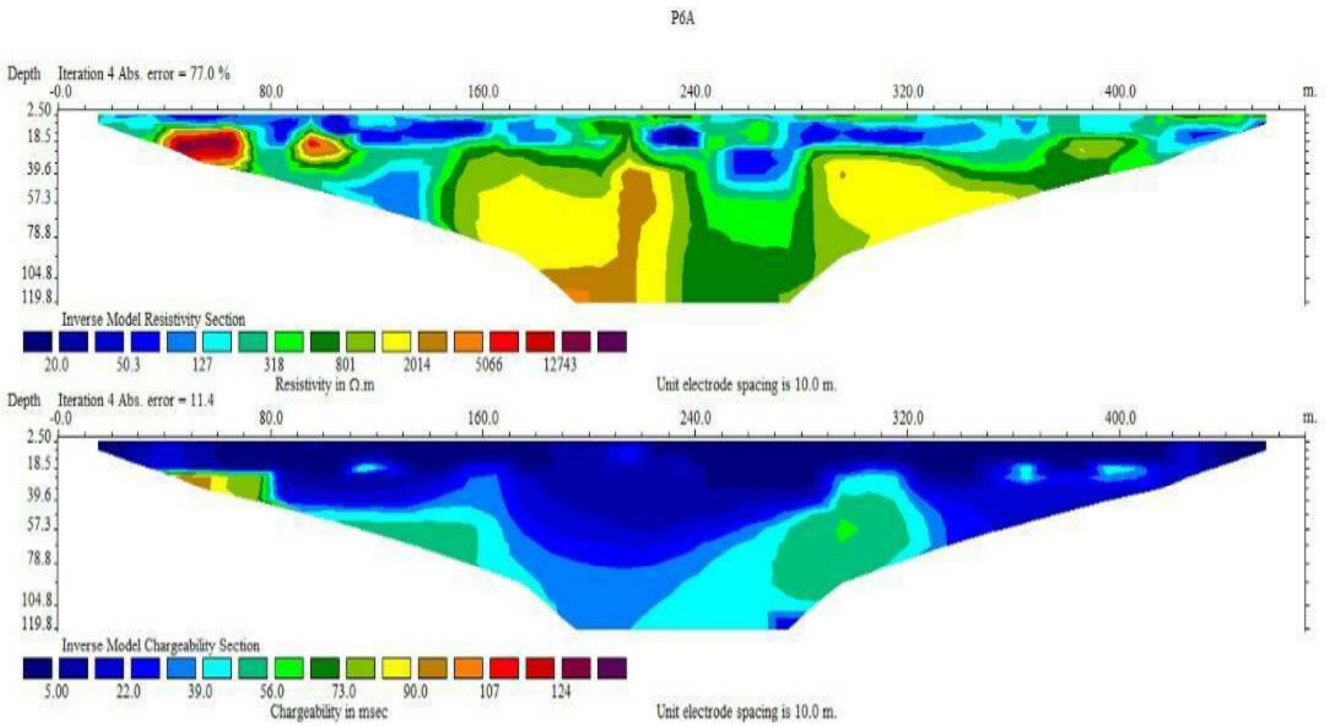 P6A
Depth Iteration 4 Abs. error = 77.0 %
-0.0 80.0 160.0 240.0 320.0 400.0 m.
2.50
18.5
39.6
57.3
78.8
104.8
119.8
Inverse Model Resistivity Section
20.0 50.3 127 318 801 2014 5066 12743
Resistivity in Ω.m Unit electrode spacing is 10.0 m.
Depth Iteration 4 Abs. error = 11.4
-0.0 80.0 160.0 240.0 320.0 400.0 m.
2.50
18.5
39.6
57.3
78.8
104.8
119.8
Inverse Model Chargeability Section
5.00 22.0 39.0 56.0 73.0 90.0 107 124
Chargeability in msec Unit electrode spacing is 10.0 m.